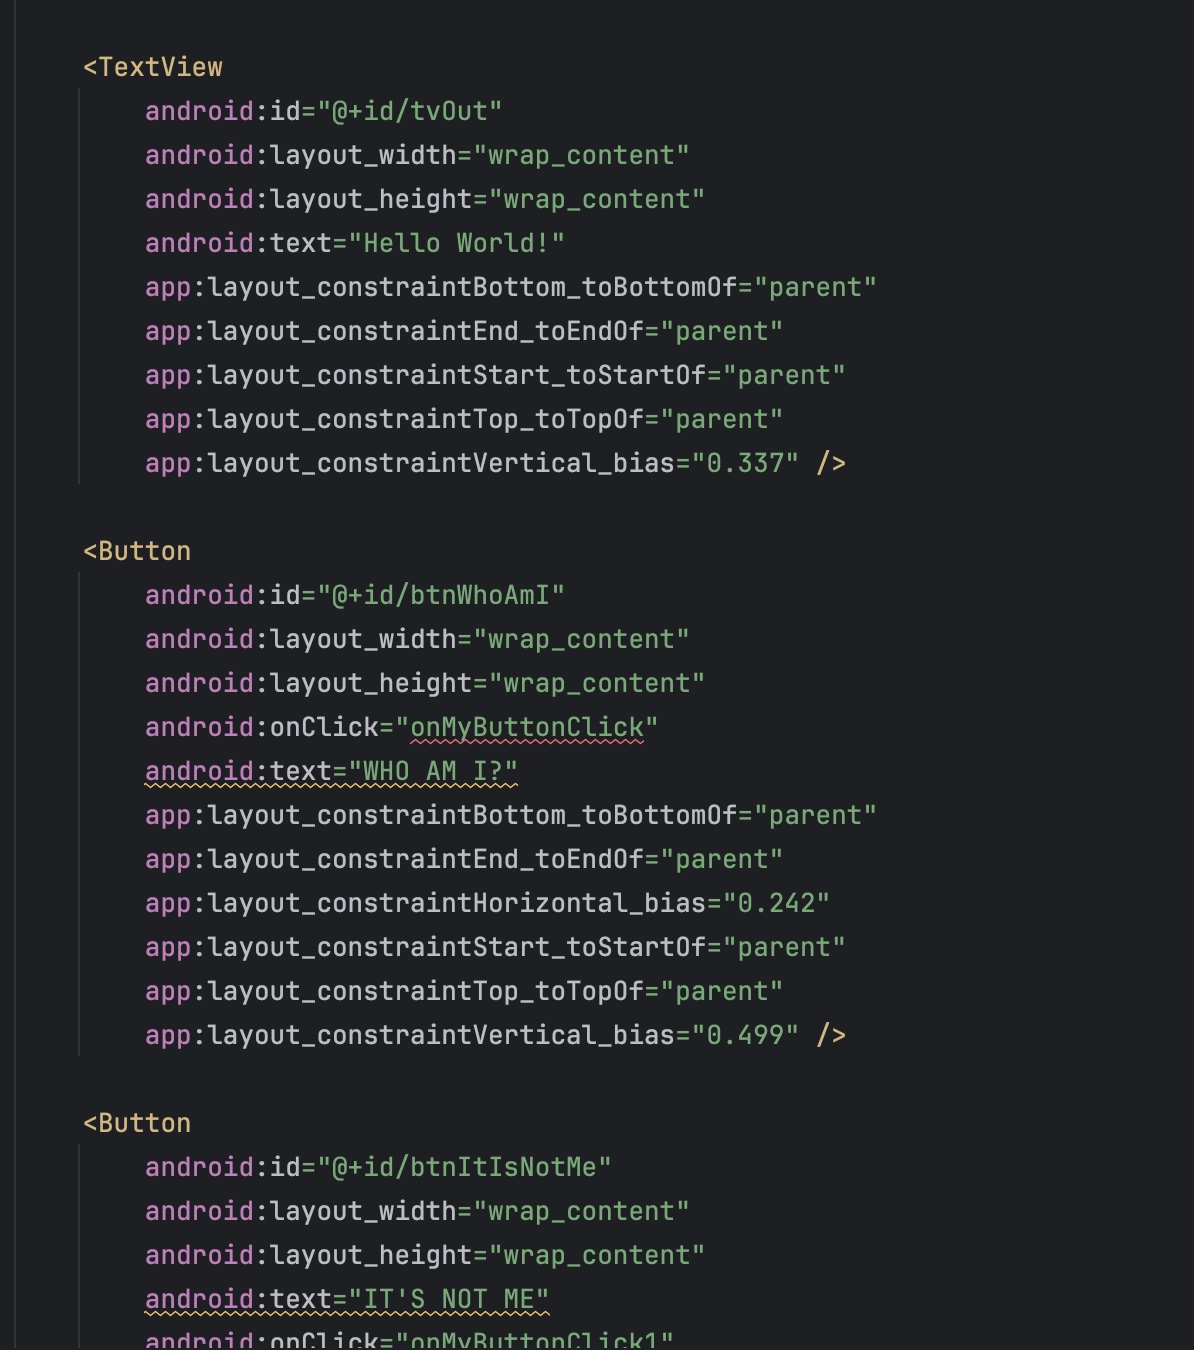 <TextView
android:id="@+id/tvOut"
android:layout_width="wrap_content"
android:layout_height="wrap_content"
android:text="Hello World!"
app:layout_constraintBottom_toBottomOf="parent"
app:layout_constraintEnd_toEndOf="parent"
app:layout_constraintStart_toStartOf="parent"
app:layout_constraintTop_toTopOf="parent"
app:layout_constraintVertical_bias="0.337" />
<Button
android:id="@+id/btnWhoAmI"
android:layout_width="wrap_content"
android:layout_height="wrap_content"
android:onClick="onMyButtonClick"
android:text="WHO AM I?"
app:layout_constraintBottom_toBottomOf="parent"
app:layout_constraintEnd_toEndOf="parent"
app:layout_constraintHorizontal_bias="0.242"
app:layout_constraintStart_toStartOf="parent"
app:layout_constraintTop_toTopOf="parent"
app:layout_constraintVertical_bias="0.499" />
<Button
android:id="@+id/btnItIsNotMe"
android:layout_width="wrap_content"
android:layout_height="wrap_content"
android:text="IT'S NOT ME"
android:onClick="onMyButtonClick1"